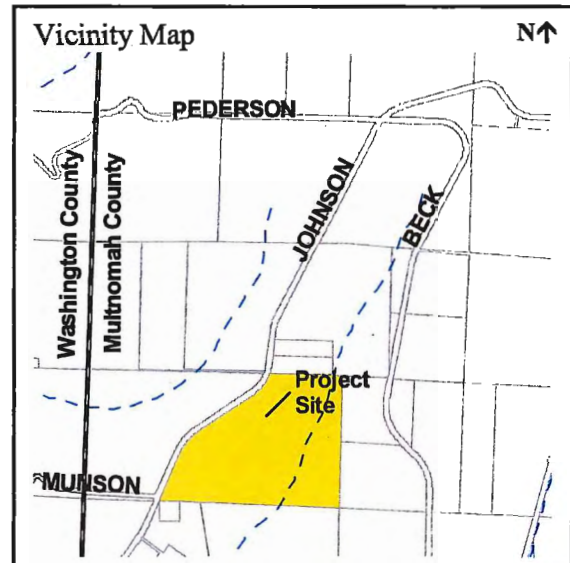 Vicinity Map N↑
PEDERSON
JOHNSON
BECK
Washington County
Multnomah County
Project
Site
MUNSON